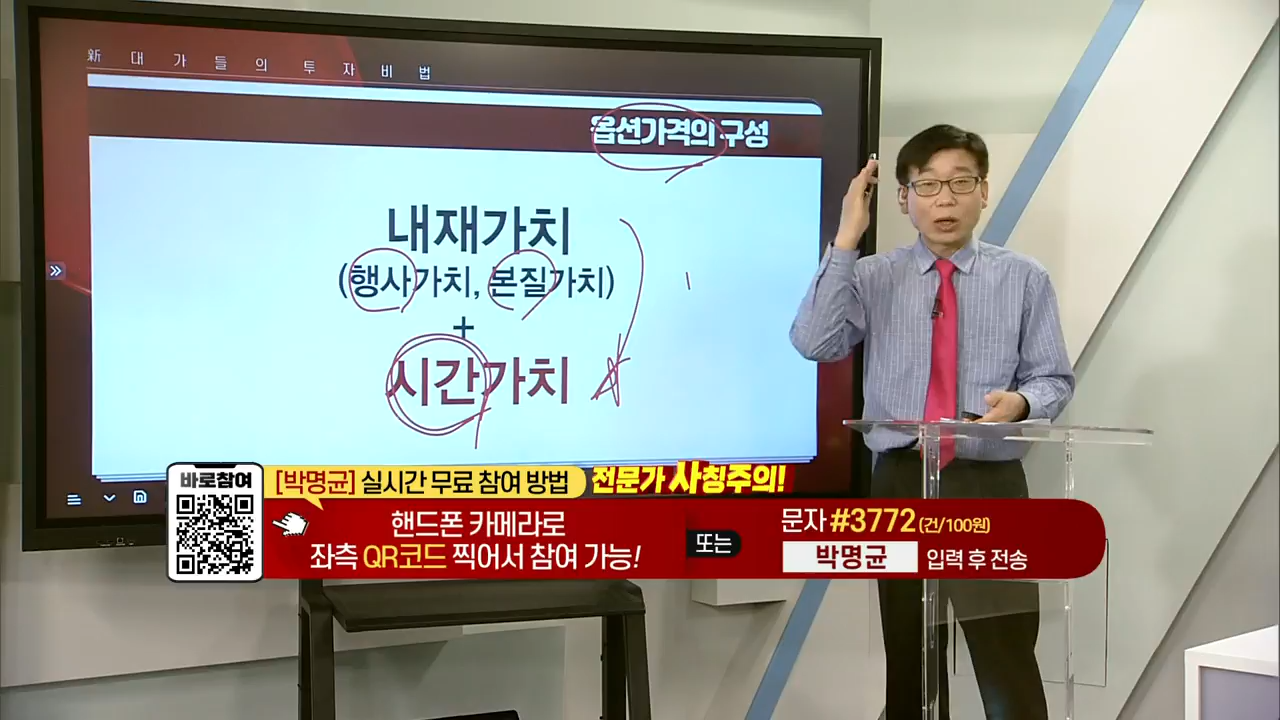 新 대 가 들 의 투 자 비 법
옵션가격의 구성
내재가치
(행사가치, 본질가치)
+
시간가치
바로참여
[박명균] 실시간 무료 참여 방법
전문가 사칭주의!
핸드폰 카메라로
좌측 QR코드 찍어서 참여 가능!
또는
문자 #3772 (건/100원)
박명균 입력 후 전송